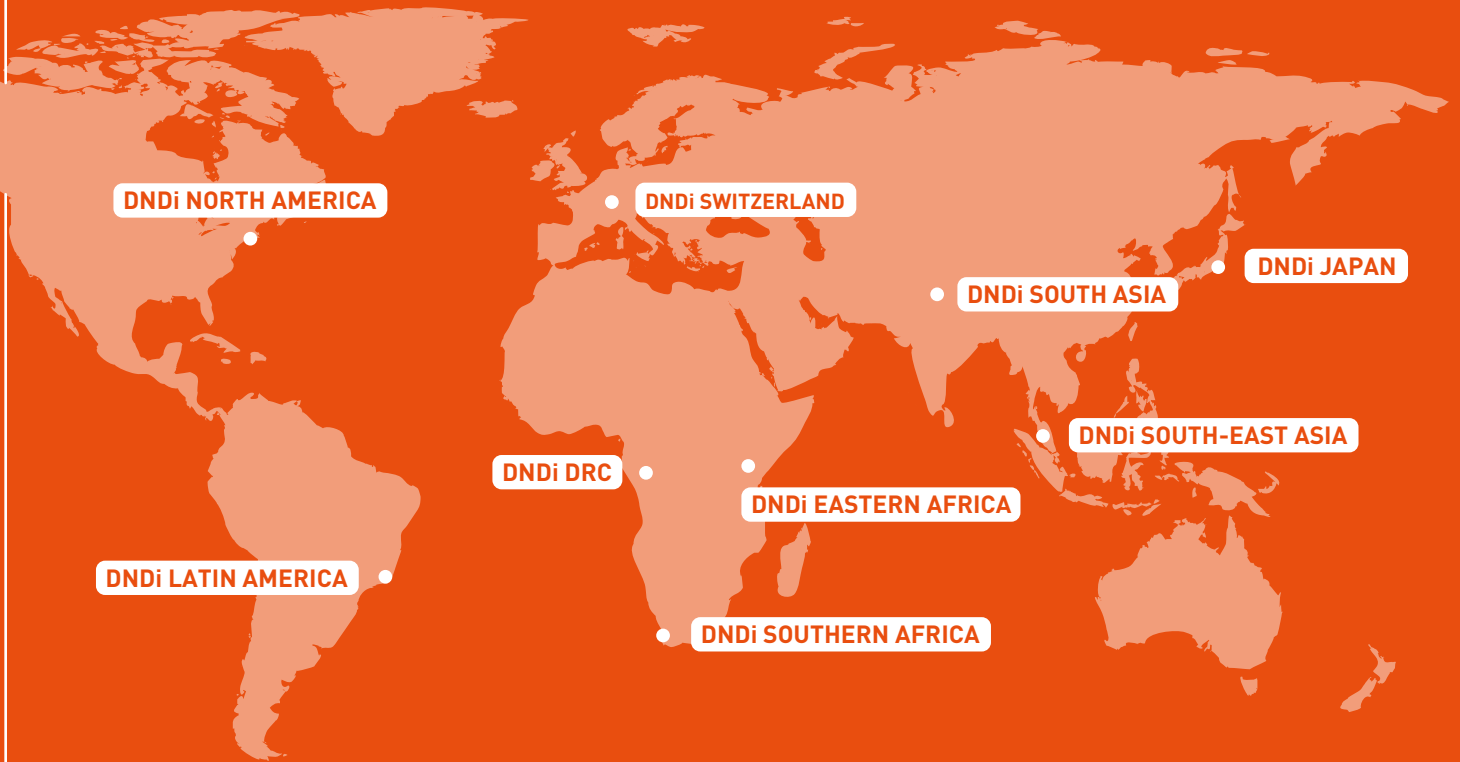 DNDi NORTH AMERICA
DNDi SWITZERLAND
DNDi JAPAN
DNDi SOUTH ASIA
DNDi SOUTH-EAST ASIA
DNDi DRC
DNDi EASTERN AFRICA
DNDi LATIN AMERICA
DNDi SOUTHERN AFRICA